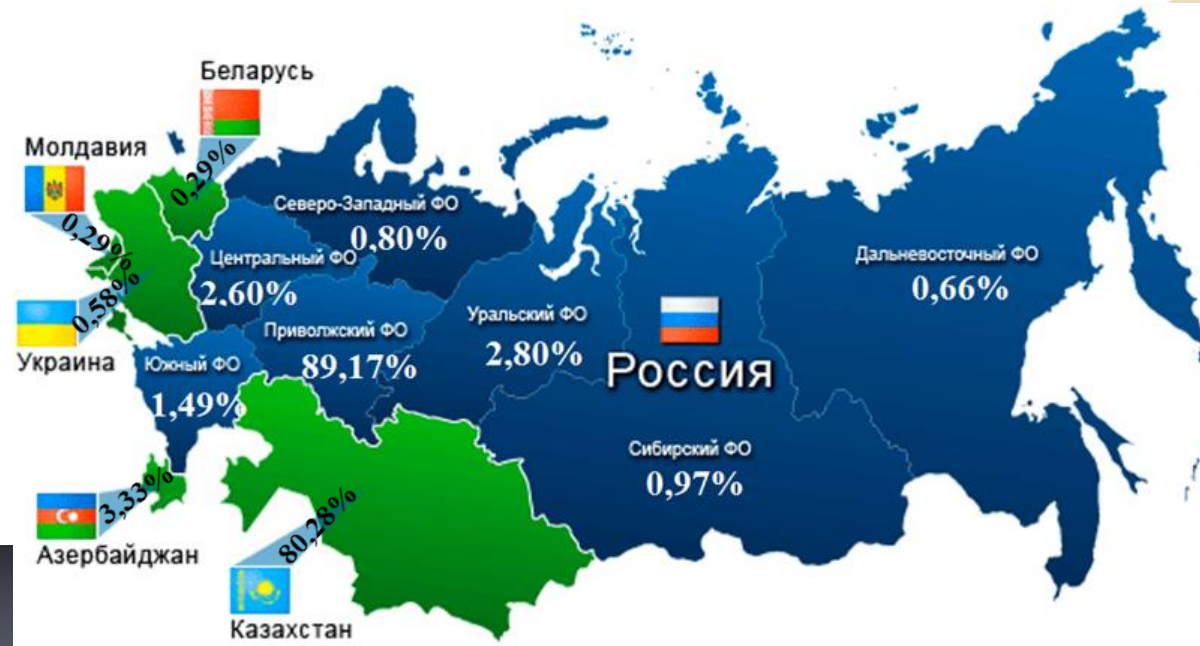 Беларусь
0,29%
Молдавия
0,29%
Украина
0,58%
Северо-Западный ФО
0,80%
Центральный ФО
2,60%
Приволжский ФО
89,17%
Южный ФО
1,49%
Уральский ФО
2,80%
Россия
Дальневосточный ФО
0,66%
Сибирский ФО
0,97%
Азербайджан
3,33%
Казахстан
80,28%